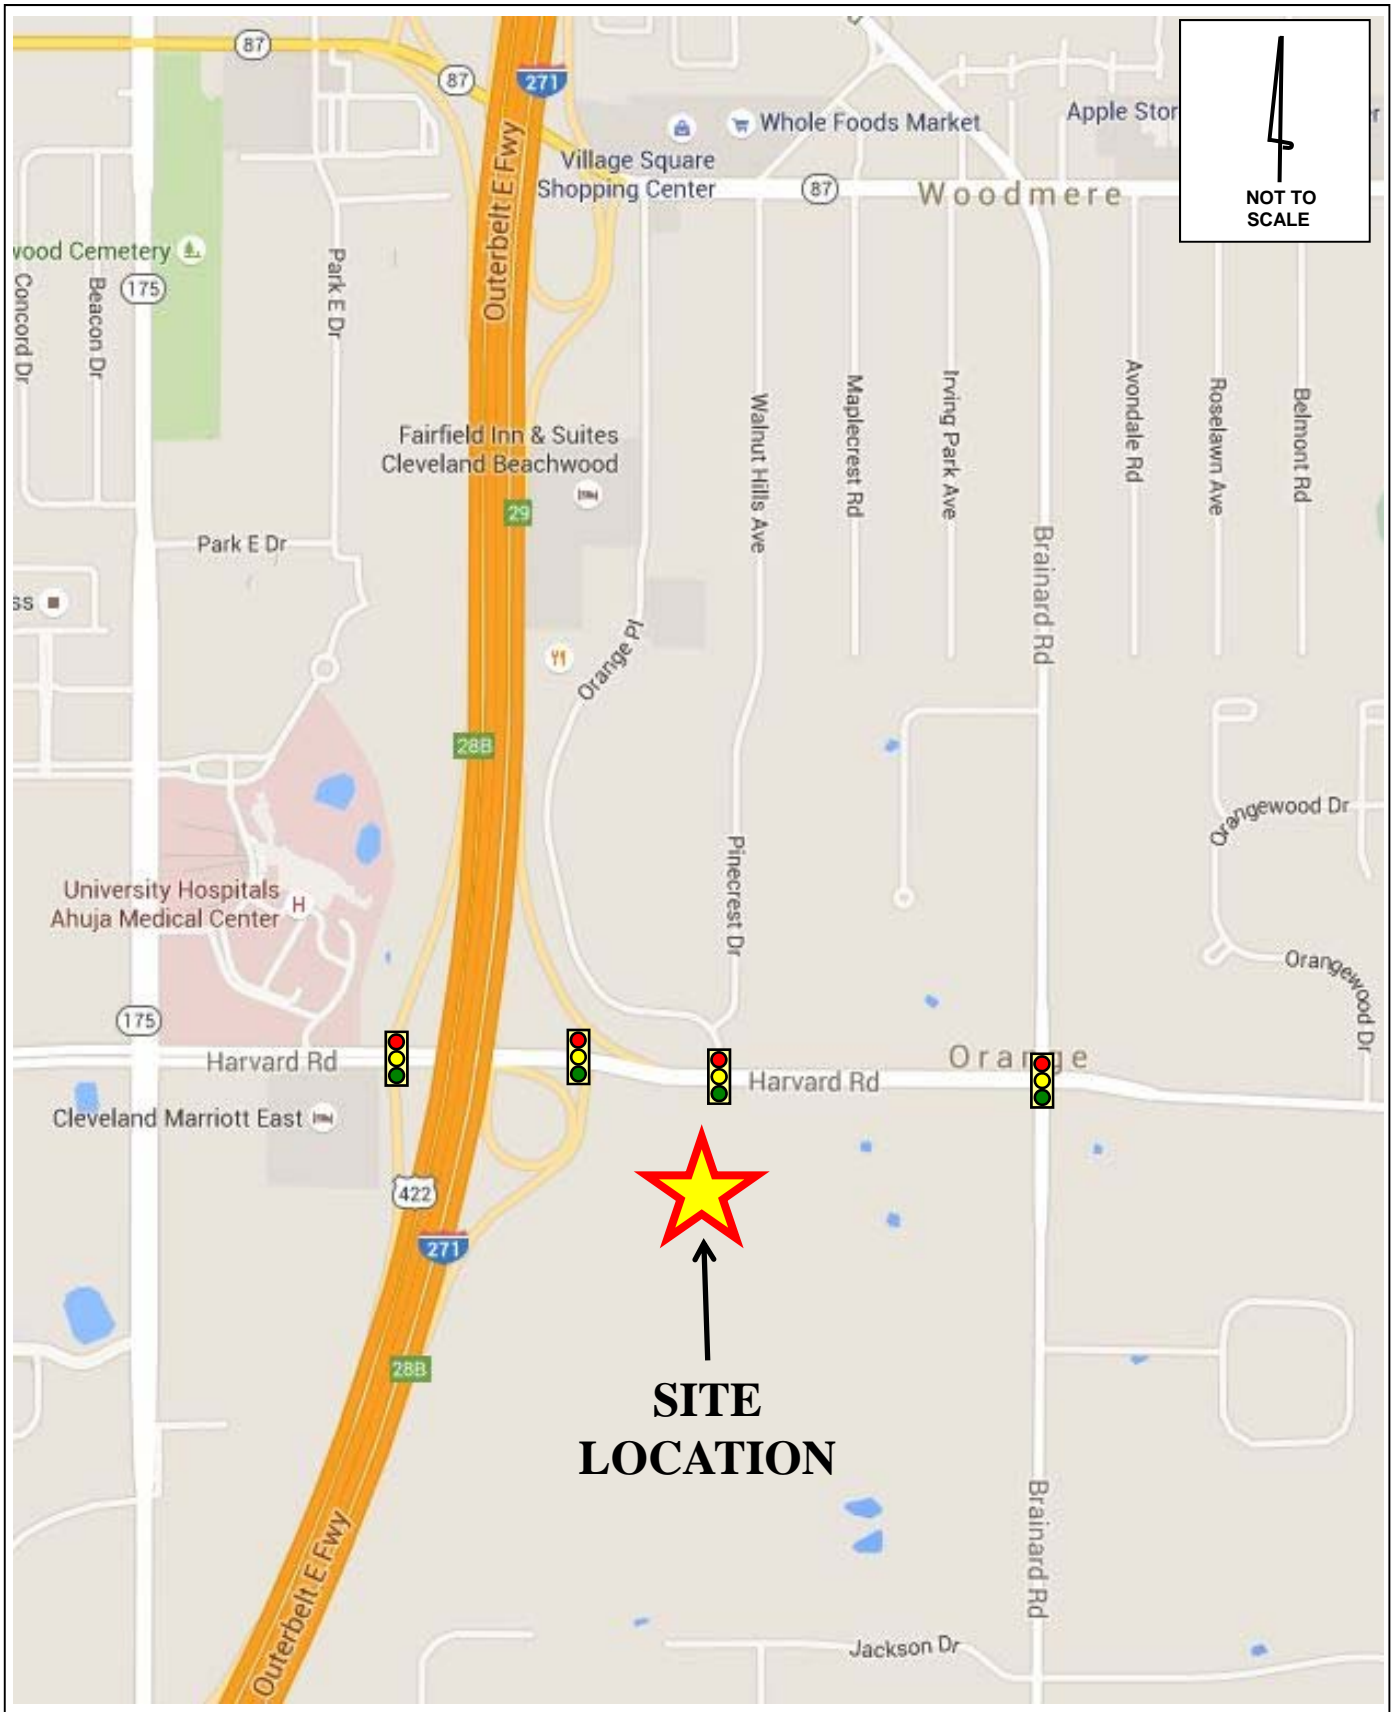 87
87
271
Outerbelt E Fwy
Whole Foods Market
Apple Stor
er
Village Square
Shopping Center
87
Woodmere
NOT TO
SCALE
wood Cemetery
175
Concord Dr
Beacon Dr
Park E Dr
Fairfield Inn & Suites
Cleveland Beachwood
29
Walnut Hills Ave
Maplecrest Rd
Irving Park Ave
Avondale Rd
Roselawn Ave
Belmont Rd
Park E Dr
Brainard Rd
ss
Orange Pl
28B
Orangewood Dr
Pinecrest Dr
University Hospitals
Ahuja Medical Center
H
Orangewood Dr
175
Harvard Rd
Orange
Harvard Rd
Cleveland Marriott East
422
271
28B
SITE
LOCATION
Outerbelt E Fwy
Brainard Rd
Jackson Dr